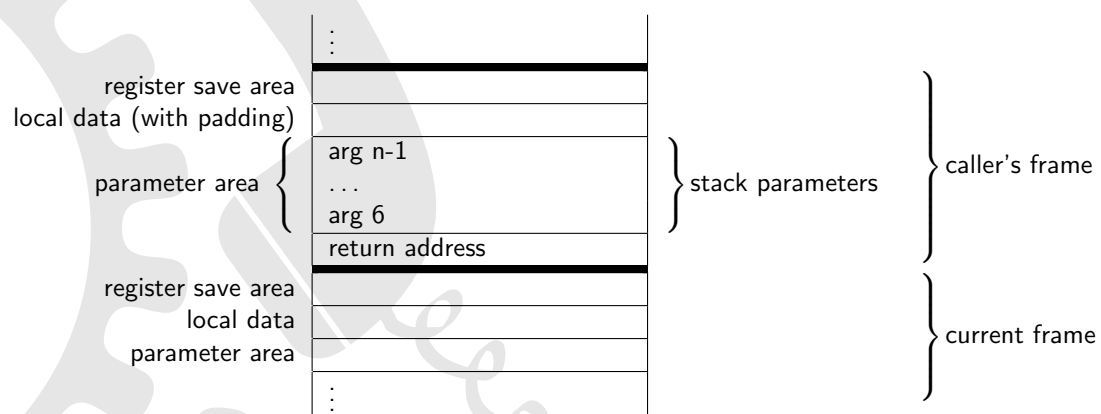 ⋮
register save area
local data (with padding)
arg n-1
parameter area
. . .
stack parameters
caller's frame
arg 6
return address
register save area
local data
current frame
parameter area
⋮